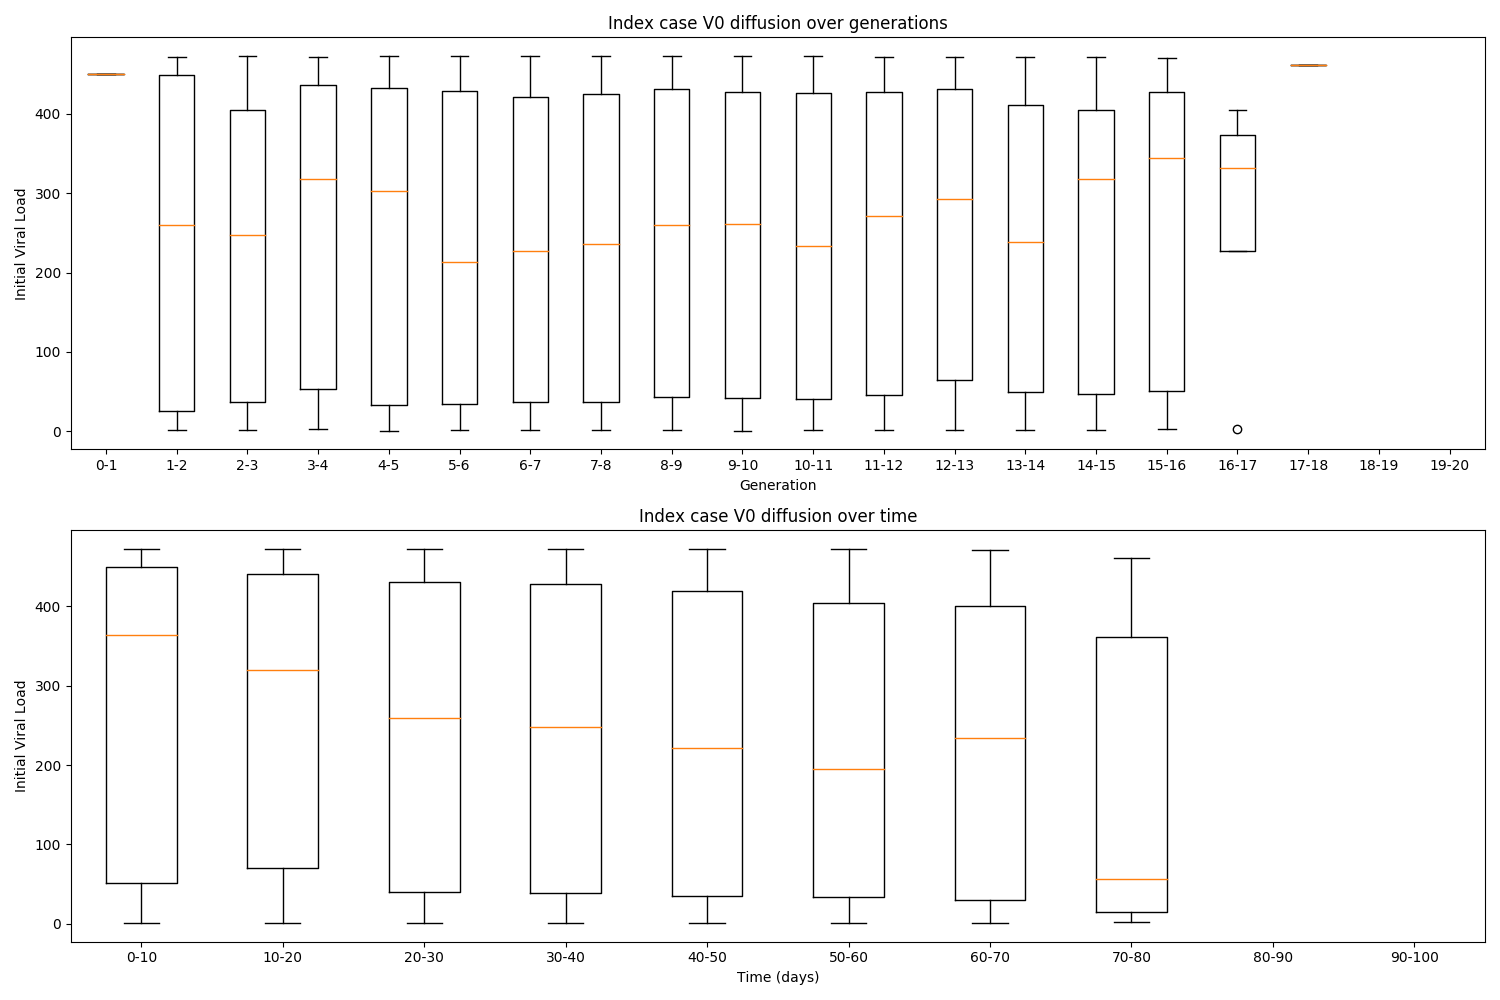 Index case V0 diffusion over generations
Initial Viral Load
400
300
200
100
0
0-1 1-2 2-3 3-4 4-5 5-6 6-7 7-8 8-9 9-10 10-11 11-12 12-13 13-14 14-15 15-16 16-17 17-18 18-19 19-20
Generation
Index case V0 diffusion over time
Initial Viral Load
400
300
200
100
0
0-10 10-20 20-30 30-40 40-50 50-60 60-70 70-80 80-90 90-100
Time (days)